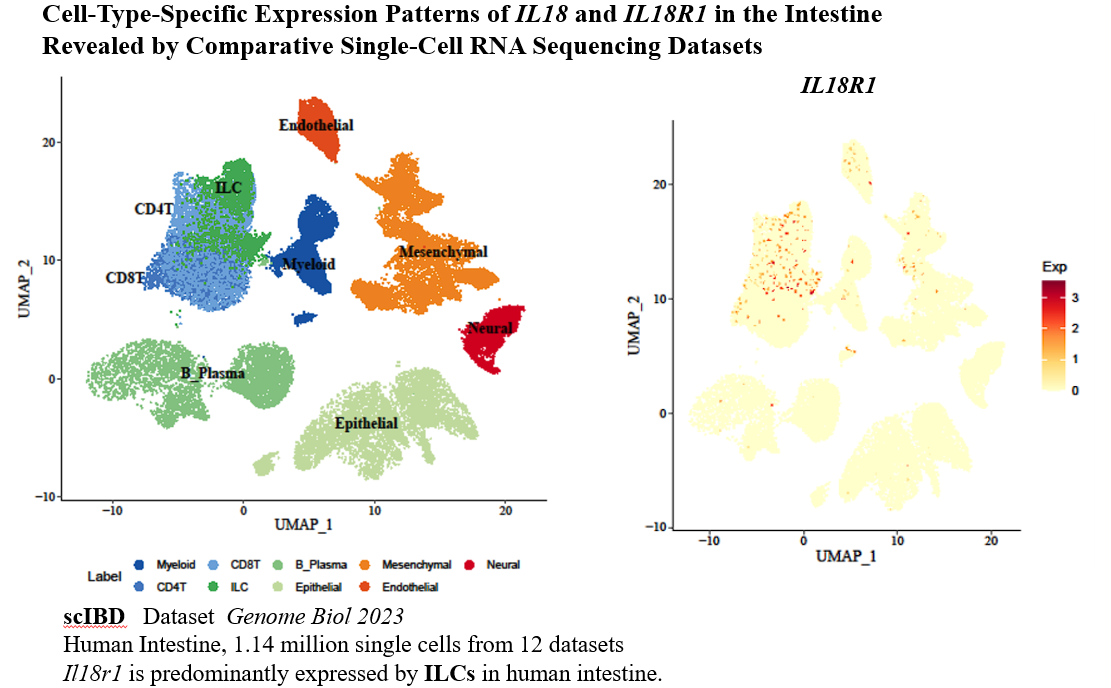 Cell-Type-Specific Expression Patterns of IL18 and IL18R1 in the Intestine
Revealed by Comparative Single-Cell RNA Sequencing Datasets
IL18R1
Endothelial
ILC
CD4T
CD8T
Myeloid
Mesenchymal
Neural
B_Plasma
Epithelial
UMAP_2
20
10
0
−10
−10 0 10 20
UMAP_1
UMAP_2
20
10
0
−10
−10 0 10 20
UMAP_1
Exp
3
2
1
0
Label
Myeloid CD8T B_Plasma Mesenchymal Neural
CD4T ILC Epithelial Endothelial
scIBD Dataset Genome Biol 2023
Human Intestine, 1.14 million single cells from 12 datasets
Il18r1 is predominantly expressed by ILCs in human intestine.